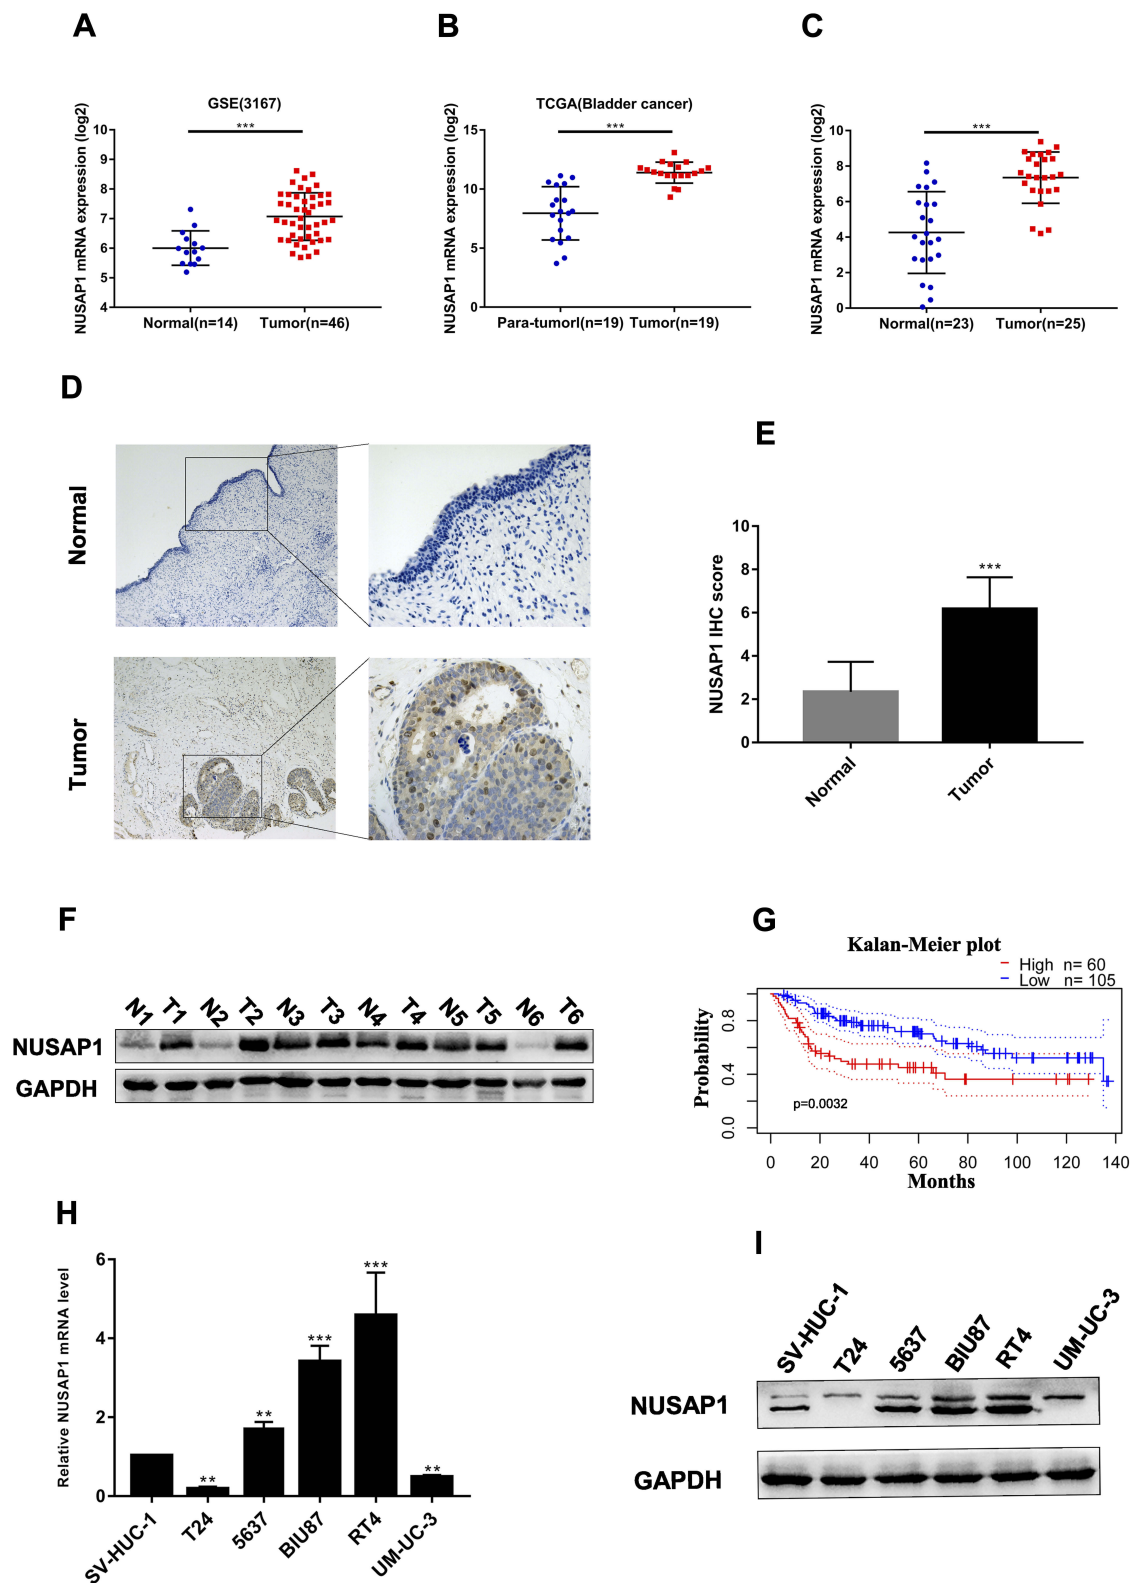 A
GSE(3167)
NUSAP1 mRNA expression (log2)
***
10
9
8
7
6
5
4
Normal(n=14)
Tumor(n=46)
B
TCGA(Bladder cancer)
NUSAP1 mRNA expression (log2)
***
15
10
5
0
Para-tumorl(n=19)
Tumor(n=19)
C
NUSAP1 mRNA expression (log2)
***
10
8
6
4
2
0
Normal(n=23)
Tumor(n=25)
D
Normal
Tumor
E
NUSAP1 IHC score
10
8
6
4
2
0
***
Normal
Tumor
F
N1 T1 N2 T2 N3 T3 N4 T4 N5 T5 N6 T6
NUSAP1
GAPDH
G
Kalan-Meier plot
High n= 60
Low n= 105
Probability
0.8
0.4
0.0
p=0.0032
0 20 40 60 80 100 120 140
Months
H
Relative NUSAP1 mRNA level
6
4
2
0
**
**
***
***
**
SV-HUC-1
T24
5637
BIU87
RT4
UM-UC-3
I
SV-HUC-1
T24
5637
BIU87
RT4
UM-UC-3
NUSAP1
GAPDH